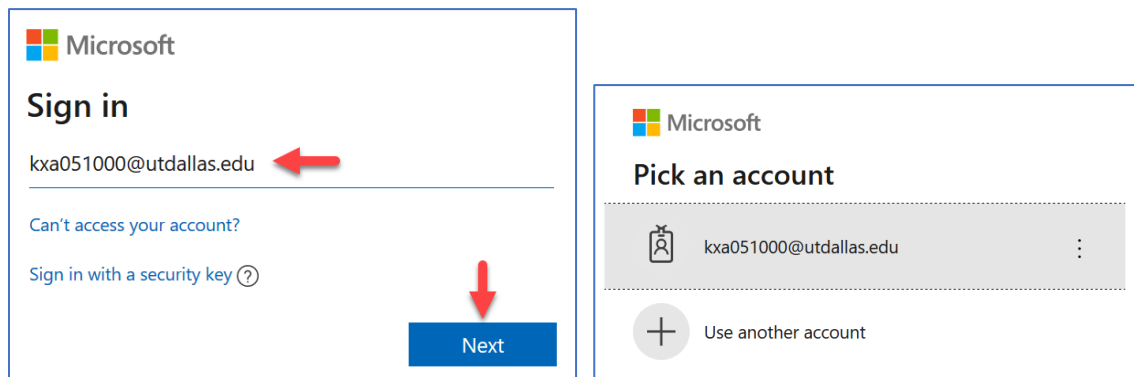 Microsoft
Sign in
kxa051000@utdallas.edu
Can't access your account?
Sign in with a security key ?
Next
Microsoft
Pick an account
kxa051000@utdallas.edu
Use another account